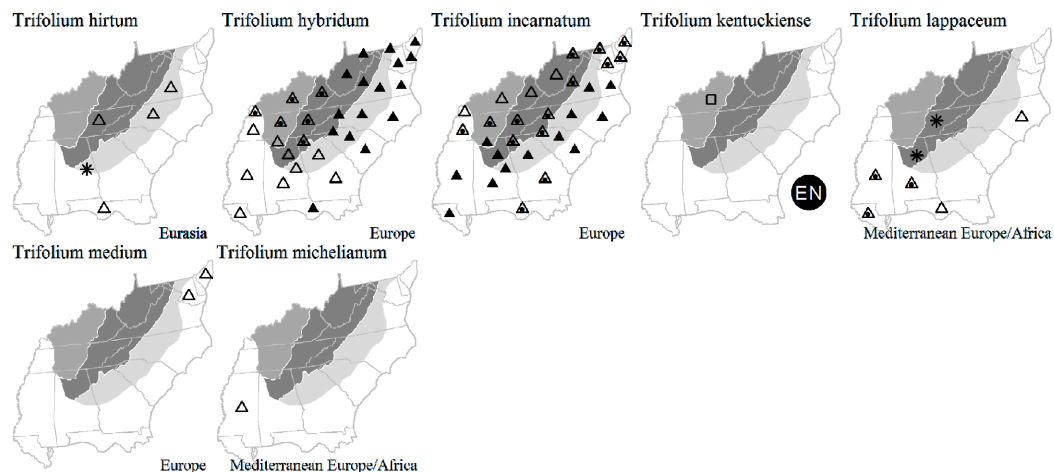 Trifolium hirtum
Trifolium hybridum
Trifolium incarnatum
Trifolium kentuckiense
Trifolium lappaceum
EN
Eurasia
Europe
Europe
Mediterranean Europe/Africa
Trifolium medium
Trifolium michelianum
Europe
Mediterranean Europe/Africa